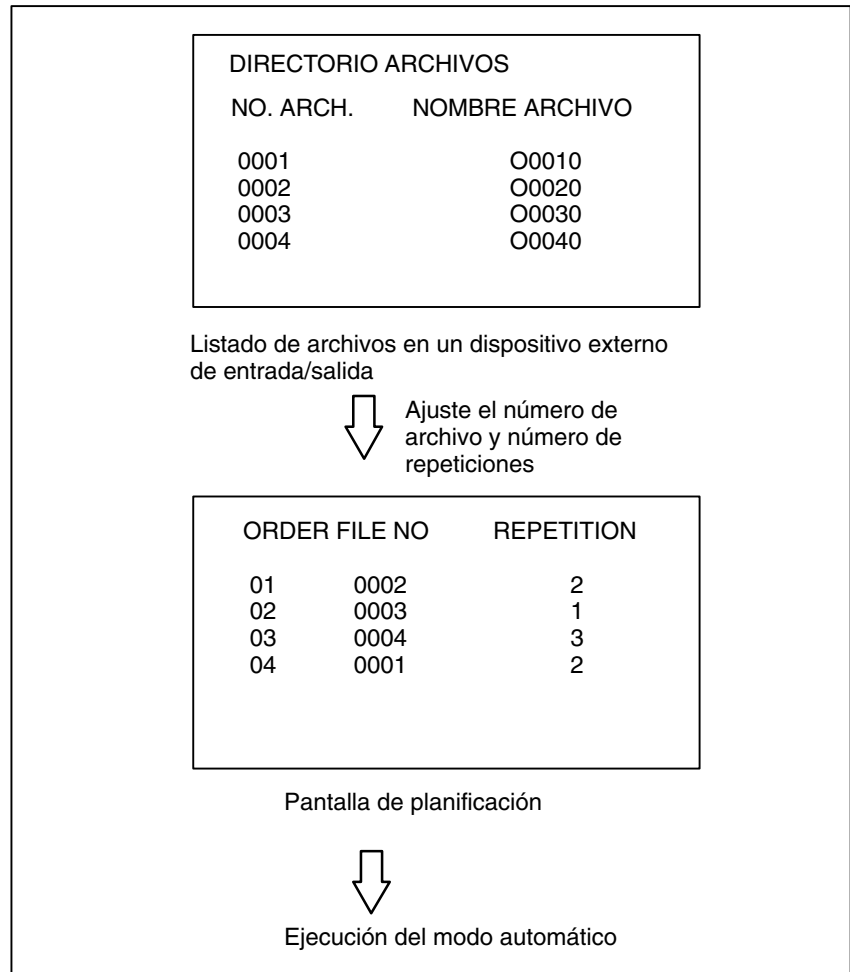 DIRECTORIO ARCHIVOS
NO. ARCH. NOMBRE ARCHIVO
0001 O0010
0002 O0020
0003 O0030
0004 O0040
Listado de archivos en un dispositivo externo
de entrada/salida
Ajuste el número de
archivo y número de
repeticiones
ORDER FILE NO REPETITION
01 0002 2
02 0003 1
03 0004 3
04 0001 2
Pantalla de planificación
Ejecución del modo automático